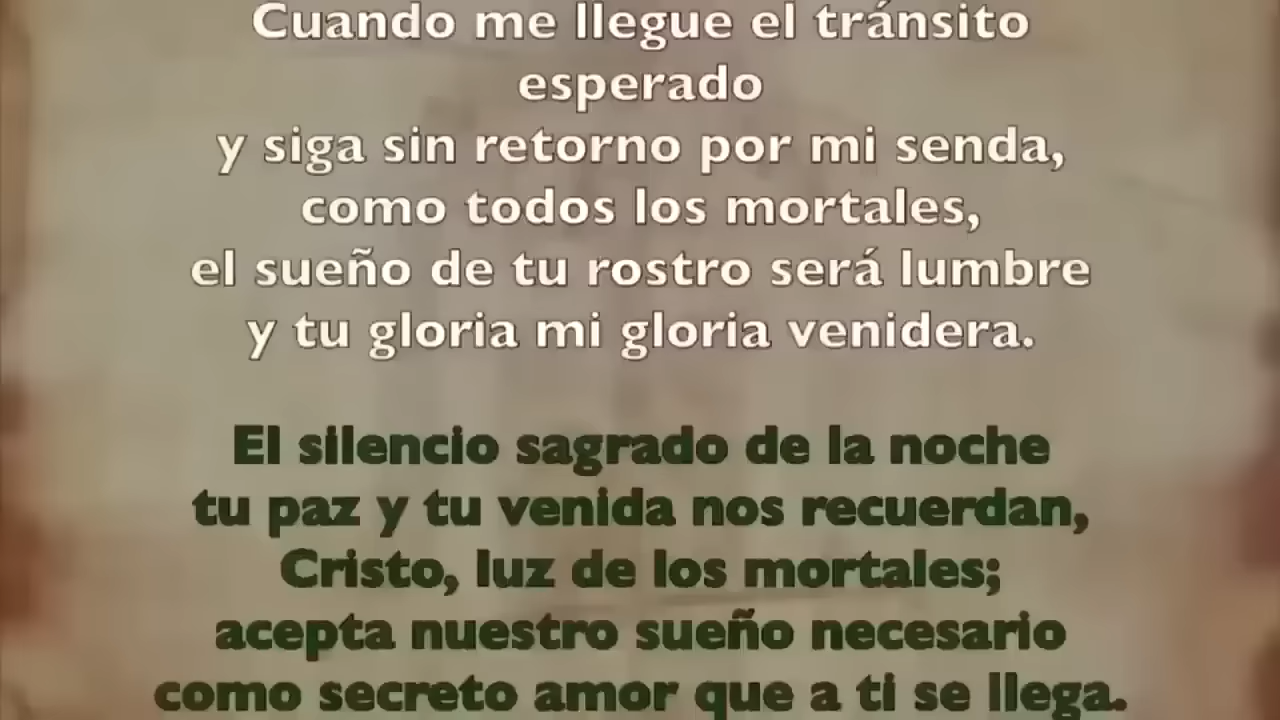 Cuando me llegue el tránsito
esperado
y siga sin retorno por mi senda,
como todos los mortales,
el sueño de tu rostro será lumbre
y tu gloria mi gloria venidera.
El silencio sagrado de la noche
tu paz y tu venida nos recuerdan,
Cristo, luz de los mortales;
acepta nuestro sueño necesario
como secreto amor que a ti se llega.